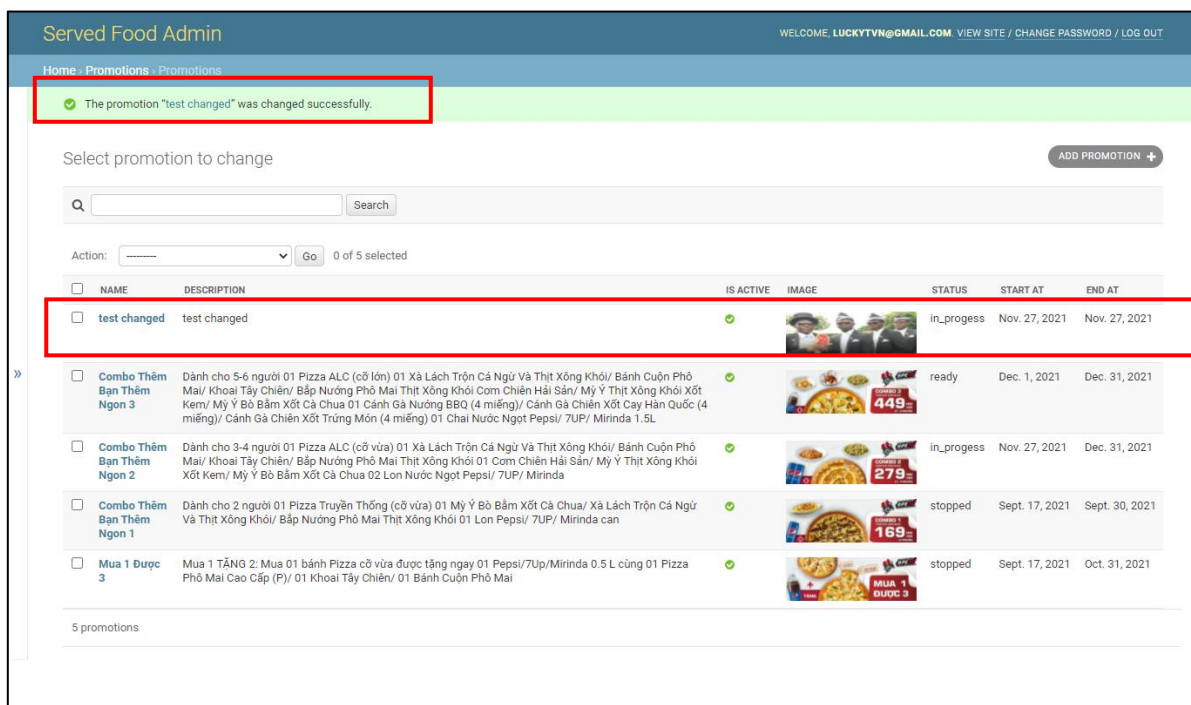 Served Food Admin
WELCOME, LUCKYTVN@GMAIL.COM. VIEW SITE / CHANGE PASSWORD / LOG OUT
Home › Promotions › Promotions
The promotion “test changed” was changed successfully.
Select promotion to change
ADD PROMOTION +
Search
Action: --------- Go 0 of 5 selected
NAME DESCRIPTION IS ACTIVE IMAGE STATUS START AT END AT
test changed test changed in_progess Nov. 27, 2021 Nov. 27, 2021
»
Combo Thêm Bạn Thêm Ngon 3
Dành cho 5-6 người 01 Pizza ALC (cỡ lớn) 01 Xà Lách Trộn Cá Ngừ Và Thịt Xông Khói/ Bánh Cuộn Phô
Mai/ Khoai Tây Chiên/ Bắp Nướng Phô Mai Thịt Xông Khói Cơm Chiên Hải Sản/ Mỳ Ý Thịt Xông Khói Xốt
Kem/ Mỳ Ý Bò Bằm Xốt Cà Chua 01 Cánh Gà Nướng BBQ (4 miếng)/ Cánh Gà Chiên Xốt Cay Hàn Quốc (4
miếng)/ Cánh Gà Chiên Xốt Trứng Món (4 miếng) 01 Chai Nước Ngọt Pepsi/ 7UP/ Mirinda 1.5L
COMBO 3
449
ready Dec. 1, 2021 Dec. 31, 2021
Combo Thêm Bạn Thêm Ngon 2
Dành cho 3-4 người 01 Pizza ALC (cỡ vừa) 01 Xà Lách Trộn Cá Ngừ Và Thịt Xông Khói/ Bánh Cuộn Phô
Mai/ Khoai Tây Chiên/ Bắp Nướng Phô Mai Thịt Xông Khói 01 Cơm Chiên Hải Sản/ Mỳ Ý Thịt Xông Khói
Xốt Kem/ Mỳ Ý Bò Bằm Xốt Cà Chua 02 Lon Nước Ngọt Pepsi/ 7UP/ Mirinda
COMBO 2
279
in_progess Nov. 27, 2021 Dec. 31, 2021
Combo Thêm Bạn Thêm Ngon 1
Dành cho 2 người 01 Pizza Truyền Thống (cỡ vừa) 01 Mỳ Ý Bò Bằm Xốt Cà Chua/ Xà Lách Trộn Cá Ngừ
Và Thịt Xông Khói/ Bắp Nướng Phô Mai Thịt Xông Khói 01 Lon Pepsi/ 7UP/ Mirinda can
COMBO 1
169
stopped Sept. 17, 2021 Sept. 30, 2021
Mua 1 Được 3
Mua 1 TẶNG 2: Mua 01 bánh Pizza cỡ vừa được tặng ngay 01 Pepsi/7Up/Mirinda 0.5 L cùng 01 Pizza
Phô Mai Cao Cấp (P)/ 01 Khoai Tây Chiên/ 01 Bánh Cuộn Phô Mai
MUA 1
ĐƯỢC 3
stopped Sept. 17, 2021 Oct. 31, 2021
5 promotions